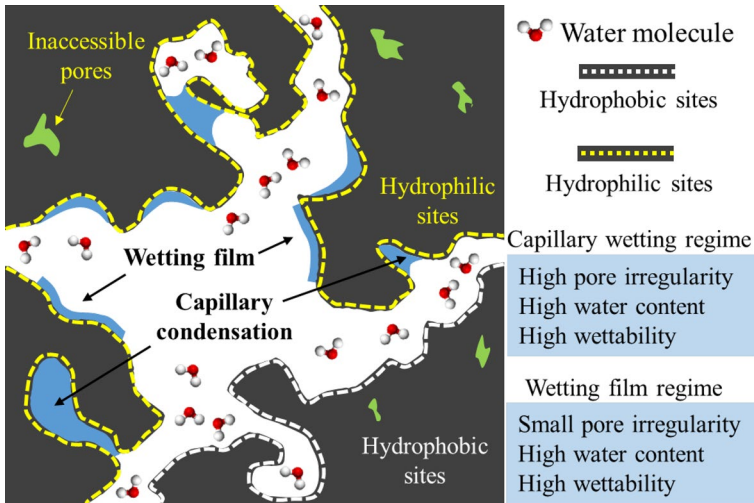 Inaccessible
pores
Hydrophilic
sites
Wetting film
Capillary
condensation
Hydrophobic
sites
Water molecule
Hydrophobic sites
Hydrophilic sites
Capillary wetting regime
High pore irregularity
High water content
High wettability
Wetting film regime
Small pore irregularity
High water content
High wettability